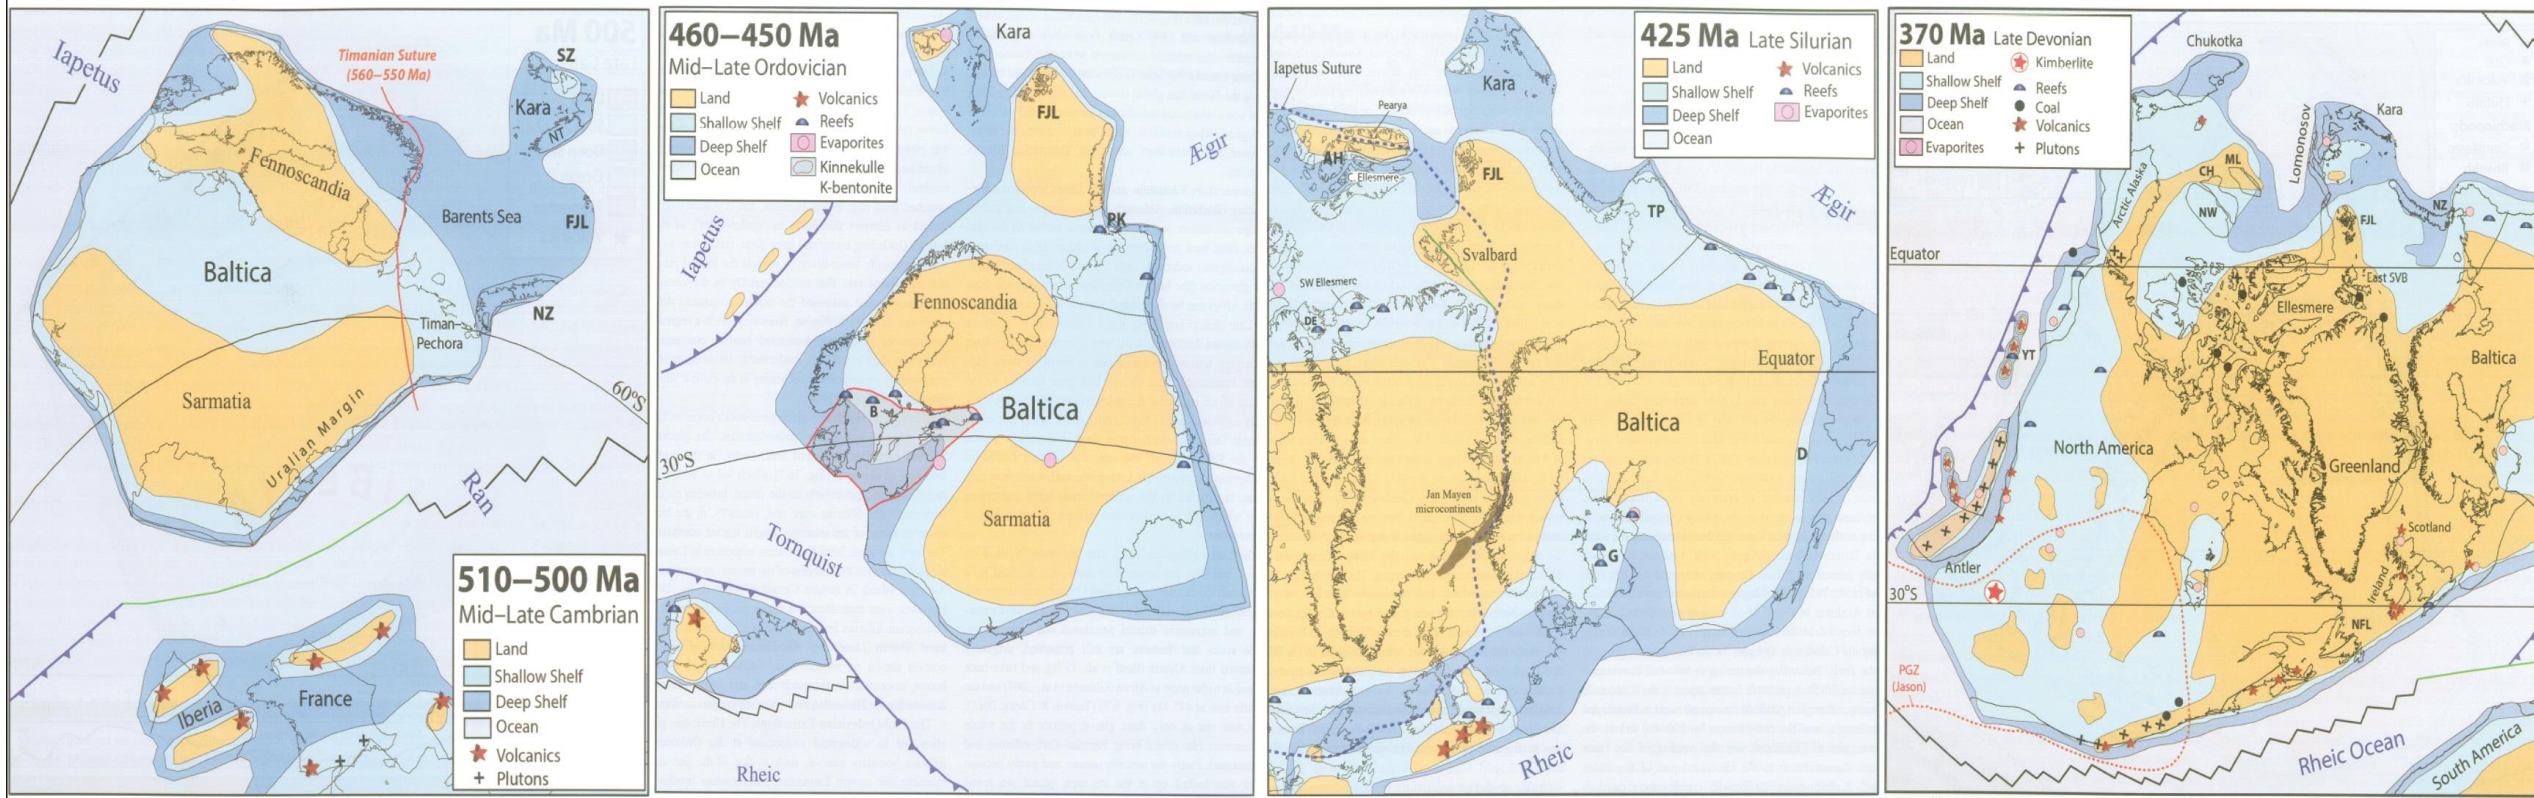 Iapetus
Timanian Suture
(560–550 Ma)
SZ
Kara
NT
Fennoscandia
Barents Sea
FJL
Baltica
NZ
Timan–
Pechora
Sarmatia
Uralian Margin
60°S
Ran
Iberia
France
510–500 Ma
Mid–Late Cambrian
Land
Shallow Shelf
Deep Shelf
Ocean
Volcanics
Plutons
460–450 Ma
Mid–Late Ordovician
Land
Shallow Shelf
Deep Shelf
Ocean
Volcanics
Reefs
Evaporites
Kinnekulle
K-bentonite
Kara
FJL
Ægir
PK
Iapetus
Fennoscandia
B
Baltica
30°S
Sarmatia
Tornquist
Rheic
425 Ma Late Silurian
Land
Shallow Shelf
Deep Shelf
Ocean
Volcanics
Reefs
Evaporites
Iapetus Suture
Kara
Pearya
AH
C. Ellesmere
FJL
TP
Ægir
Svalbard
SW Ellesmere
DE
Equator
Baltica
D
Jan Mayen
microcontinents
G
Rheic
370 Ma Late Devonian
Land
Shallow Shelf
Deep Shelf
Ocean
Evaporites
Kimberlite
Reefs
Coal
Volcanics
Plutons
Chukotka
Lomonosov
Kara
ML
CH
Arctic Alaska
NW
NZ
FJL
Equator
East SVB
Ellesmere
YT
Baltica
North America
Greenland
Scotland
Antler
Ireland
30°S
NFL
PGZ
(Jason)
Rheic Ocean
South America